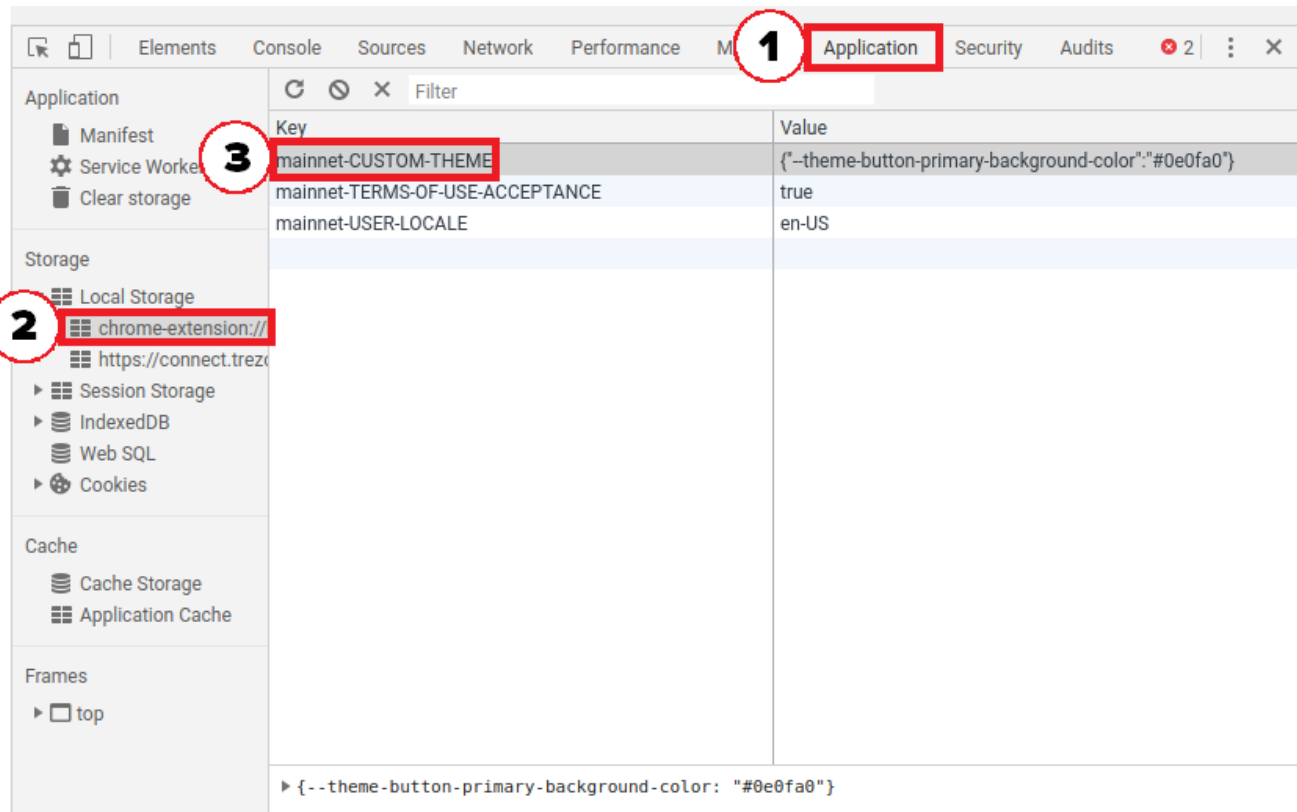 Elements Console Sources Network Performance M 1 Application Security Audits 2
Application
Filter
Manifest
Service Worke
Clear storage
Key Value
3 mainnet-CUSTOM-THEME {"--theme-button-primary-background-color":"#0e0fa0"}
mainnet-TERMS-OF-USE-ACCEPTANCE true
mainnet-USER-LOCALE en-US
Storage
Local Storage
2 chrome-extension://
https://connect.trezo
Session Storage
IndexedDB
Web SQL
Cookies
Cache
Cache Storage
Application Cache
Frames
top
{--theme-button-primary-background-color: "#0e0fa0"}